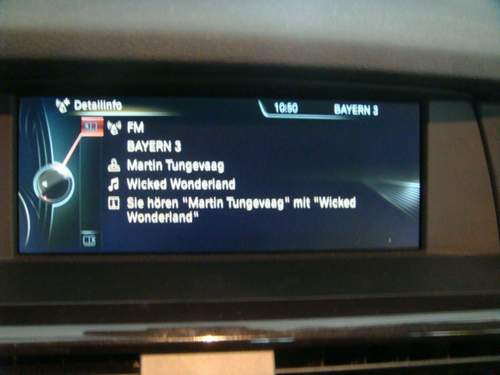 Detailinfo 10:50 BAYERN 3
FM
BAYERN 3
Martin Tungevaag
Wicked Wonderland
Sie hören "Martin Tungevaag" mit "Wicked
Wonderland"